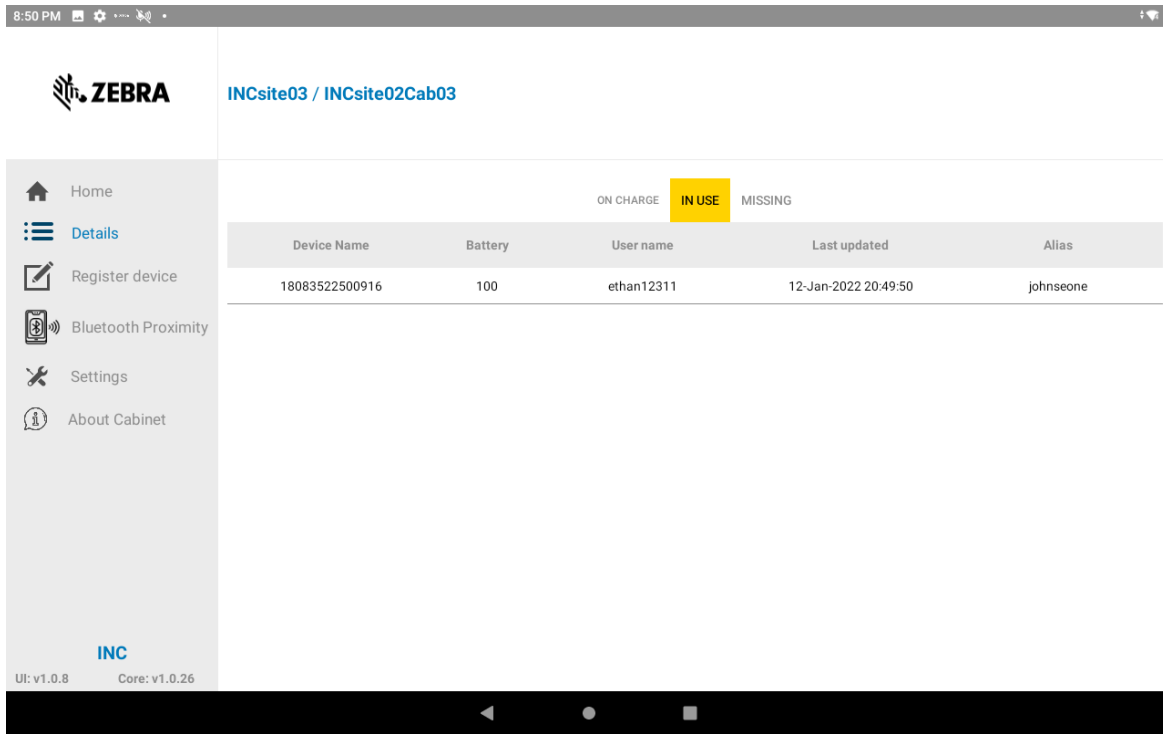 8:50 PM
ZEBRA
INCsite03 / INCsite02Cab03
Home
Details
Register device
Bluetooth Proximity
Settings
About Cabinet
INC
UI: v1.0.8 Core: v1.0.26
ON CHARGE IN USE MISSING
Device Name Battery User name Last updated Alias
18083522500916 100 ethan12311 12-Jan-2022 20:49:50 johnseone